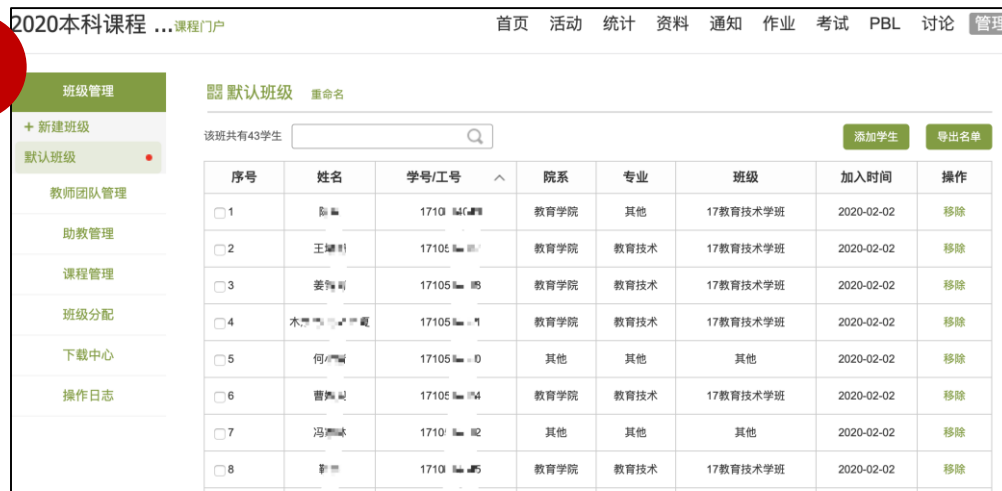 2020本科课程 ...课程门户 首页 活动 统计 资料 通知 作业 考试 PBL 讨论 管理
班级管理
+ 新建班级
默认班级
教师团队管理
助教管理
课程管理
班级分配
下载中心
操作日志
默认班级 重命名
该班共有43学生 添加学生 导出名单
序号 姓名 学号/工号 院系 专业 班级 加入时间 操作
1 教育学院 其他 17教育技术学班 2020-02-02 移除
2 教育学院 教育技术 17教育技术学班 2020-02-02 移除
3 教育学院 教育技术 17教育技术学班 2020-02-02 移除
4 教育学院 教育技术 17教育技术学班 2020-02-02 移除
5 其他 其他 其他 2020-02-02 移除
6 教育学院 教育技术 17教育技术学班 2020-02-02 移除
7 其他 其他 其他 2020-02-02 移除
8 教育学院 教育技术 17教育技术学班 2020-02-02 移除